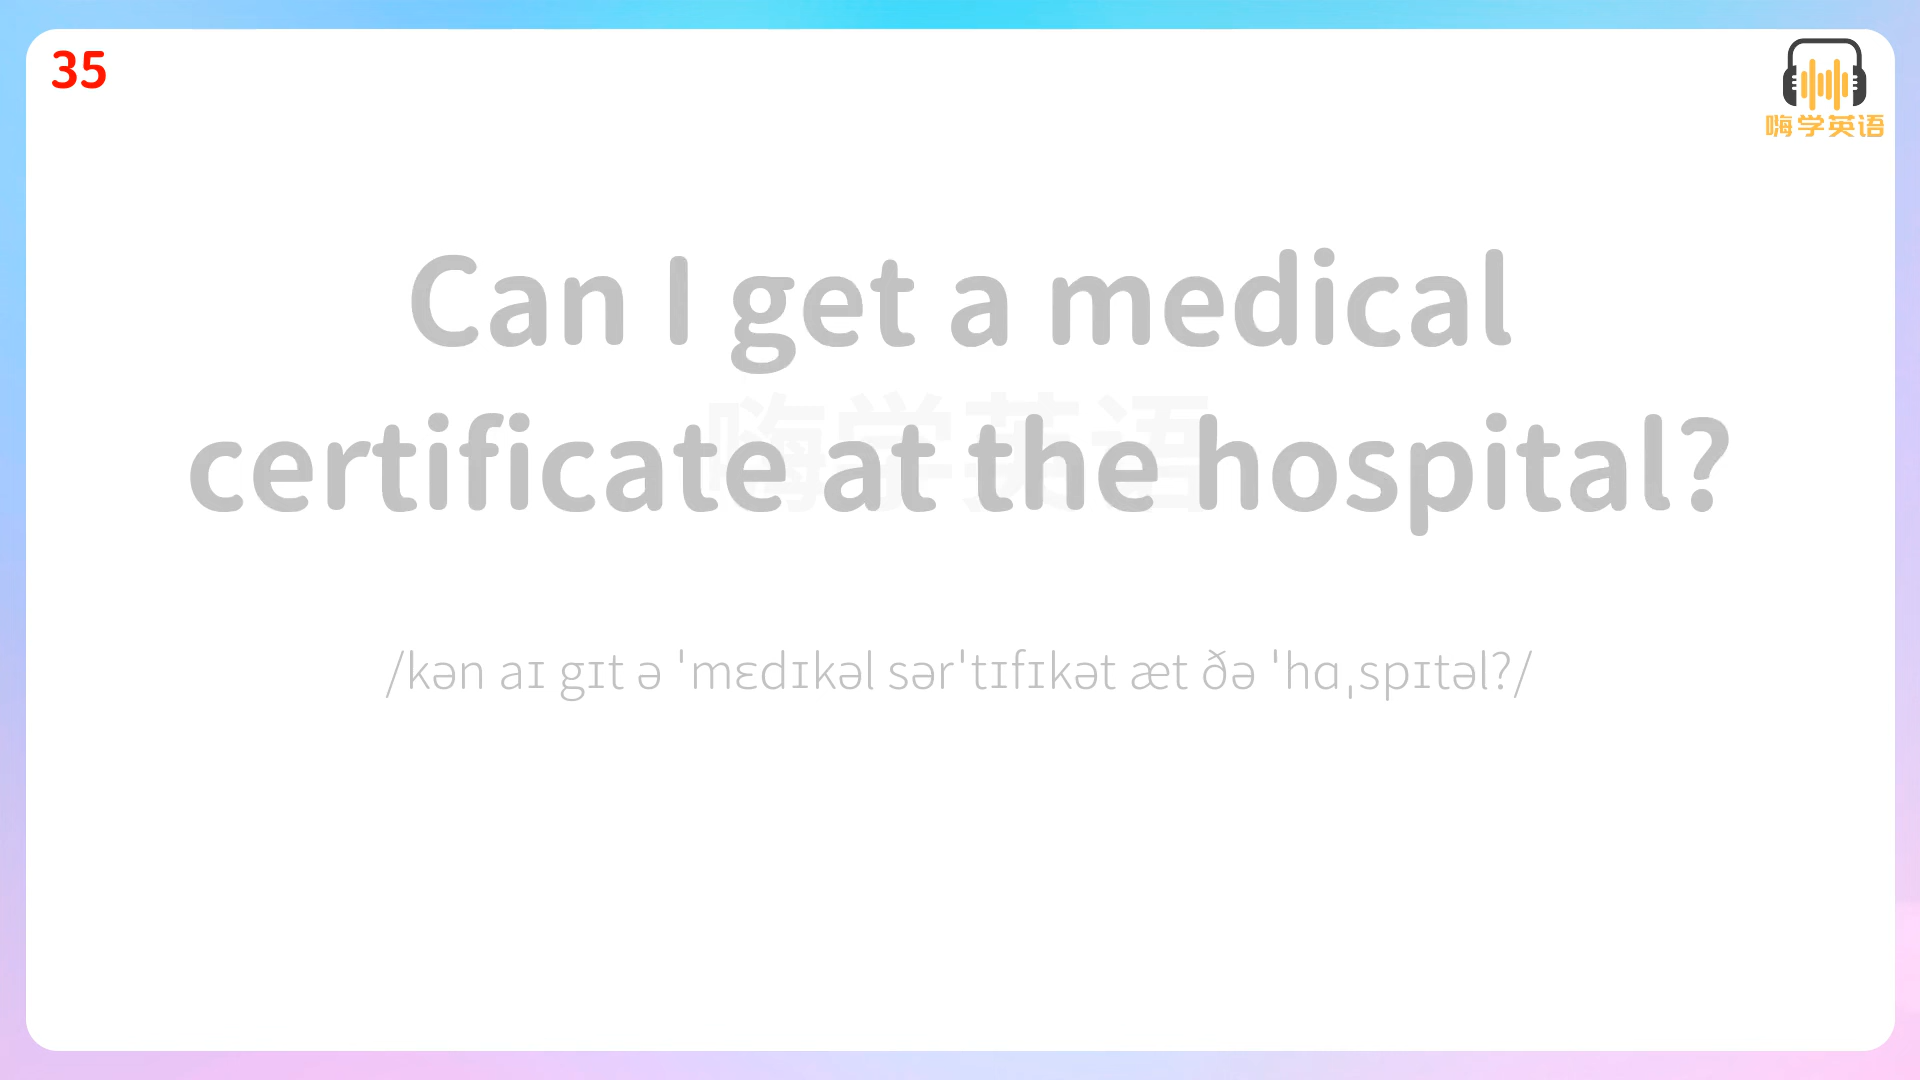 35
嗨学英语
Can I get a medical
certificate at the hospital?
嗨学英语
/kən aɪ gɪt ə ˈmɛdɪkəl sərˈtɪfɪkət æt ðə ˈhɑˌspɪtəl?/